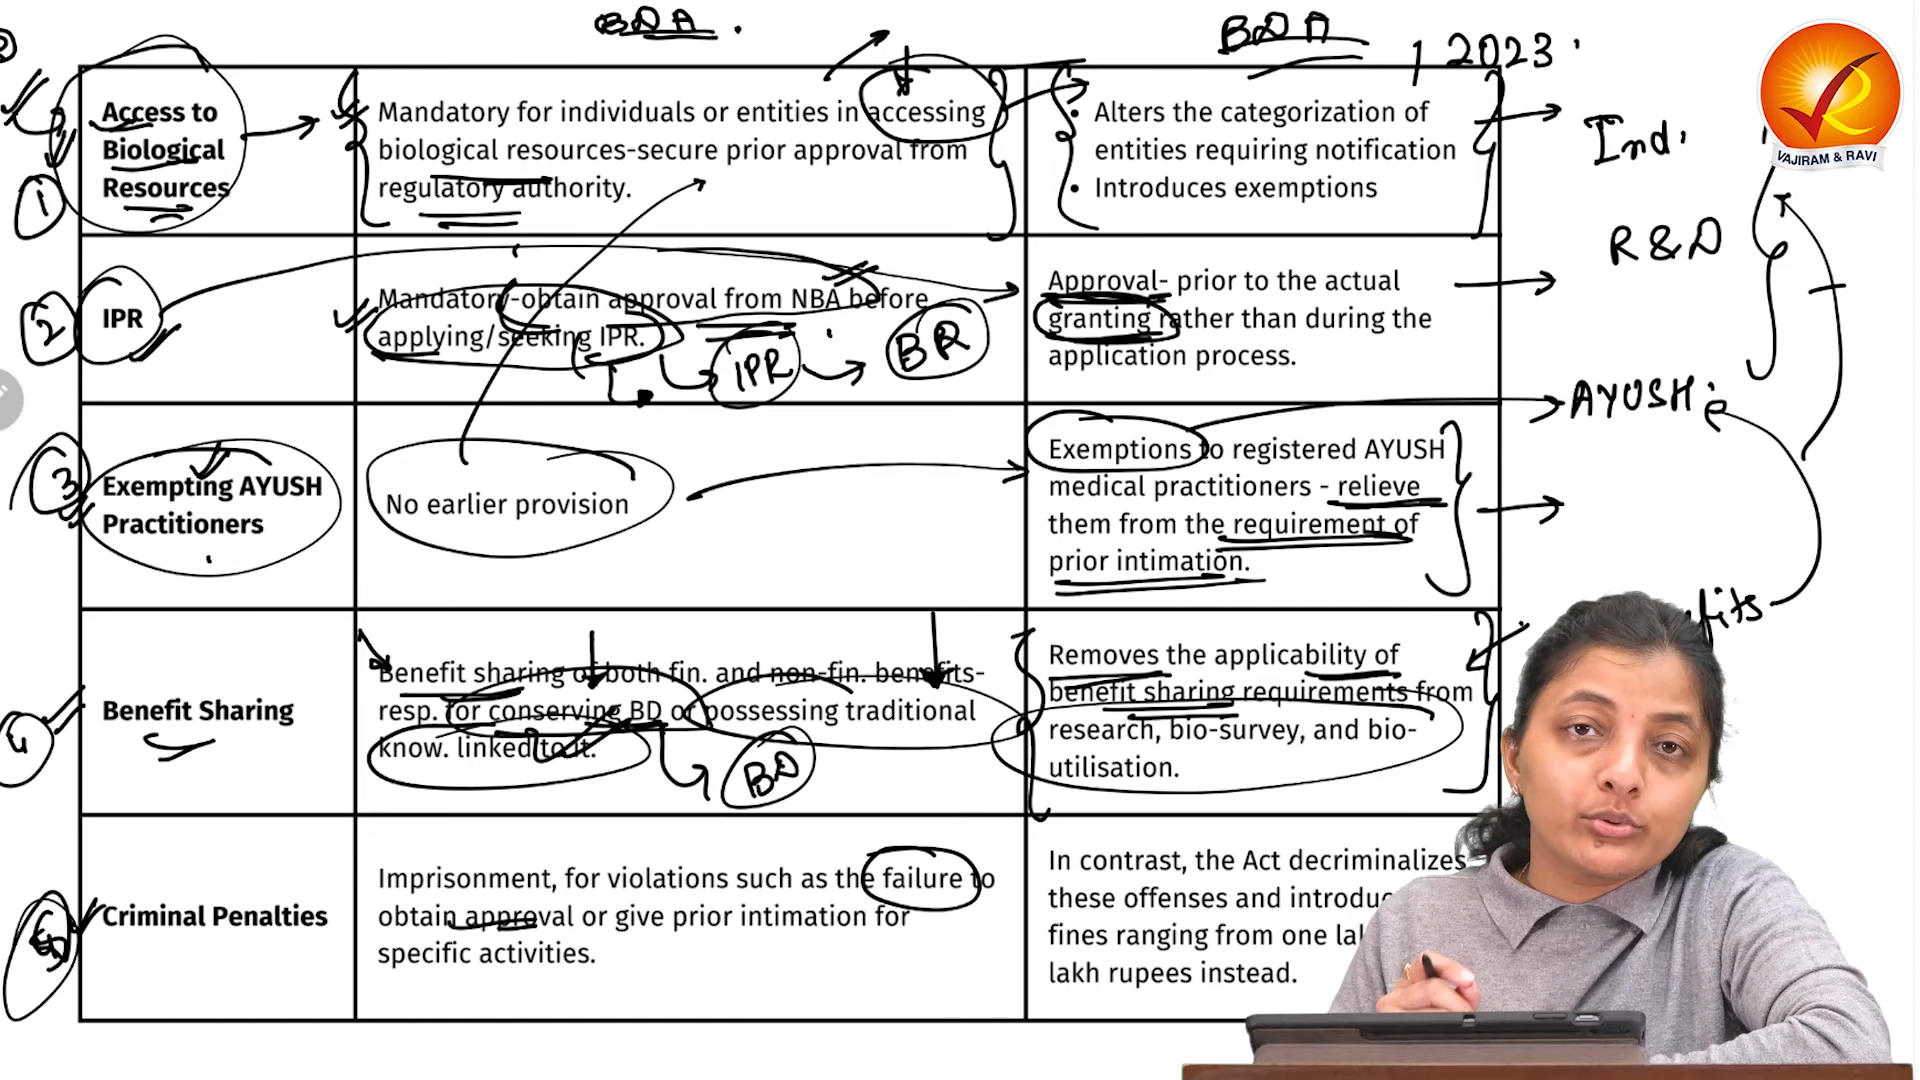 BDA.
BDA, 2023.
Access to
Biological
Resources
Mandatory for individuals or entities in accessing
biological resources-secure prior approval from
regulatory authority.
• Alters the categorization of
entities requiring notification
• Introduces exemptions
Ind.
VAJIRAM & RAVI
1
R&D
2
IPR
Mandatory-obtain approval from NBA before
applying/seeking IPR.
IPR
BR
Approval- prior to the actual
granting rather than during the
application process.
AYUSH
3
Exempting AYUSH
Practitioners
No earlier provision
Exemptions to registered AYUSH
medical practitioners - relieve
them from the requirement of
prior intimation.
4
Benefit Sharing
Benefit sharing of both fin. and non-fin. benefits-
resp. for conserving BD or possessing traditional
know. linked to it.
BD
Removes the applicability of
benefit sharing requirements from
research, bio-survey, and bio-
utilisation.
Criminal Penalties
Imprisonment, for violations such as the failure to
obtain approval or give prior intimation for
specific activities.
In contrast, the Act decriminalizes
these offenses and introduc
fines ranging from one la
lakh rupees instead.